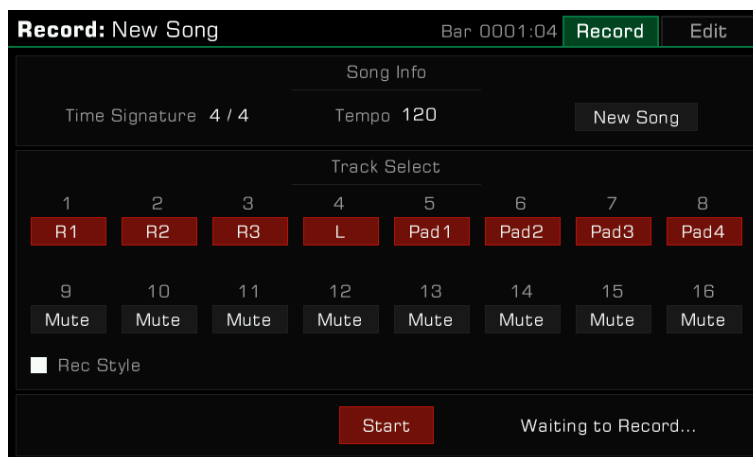 Record: New Song Bar 0001:04 Record Edit
Song Info
Time Signature 4 / 4 Tempo 120 New Song
Track Select
1 2 3 4 5 6 7 8
R1 R2 R3 L Pad1 Pad2 Pad3 Pad4
9 10 11 12 13 14 15 16
Mute Mute Mute Mute Mute Mute Mute Mute
Rec Style
Start Waiting to Record...